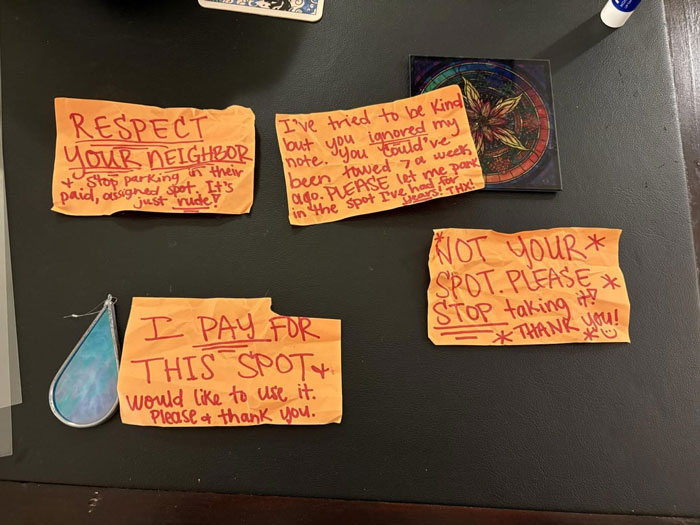 RESPECT
YOUR NEIGHBOR
+ Stop parking in their
paid, assigned spot. It's
just rude!
I've tried to be kind
but you ignored my
note. You could've
been towed > a week
ago. PLEASE let me park
in the spot I've had for
years! THX!
*NOT YOUR *
SPOT. PLEASE *
STOP taking it!
* THANK you!
I PAY FOR
THIS SPOT +
would like to use it.
Please + thank you.